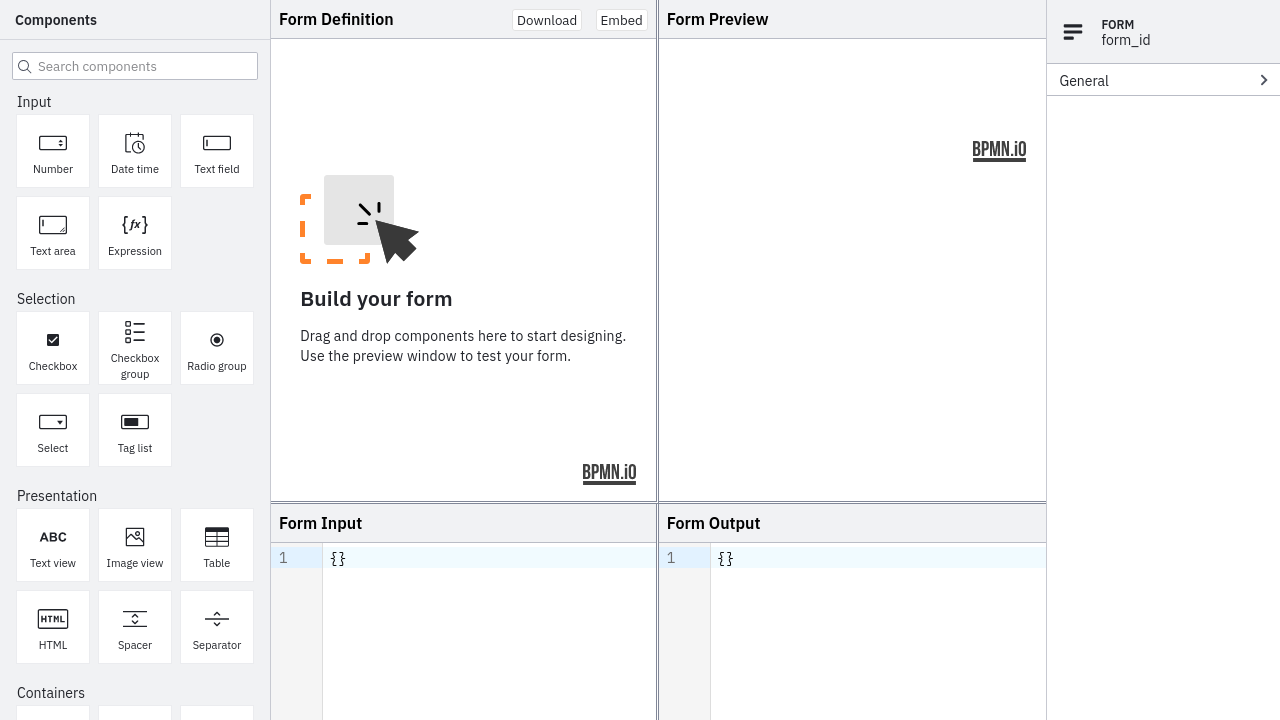 Components
Search components
Input
Number
Date time
Text field
Text area
Expression
Selection
Checkbox
Checkbox
group
Radio group
Select
Tag list
Presentation
ABC
Text view
Image view
Table
HTML
HTML
Spacer
Separator
Containers
Form Definition
Download
Embed
Build your form
Drag and drop components here to start designing.
Use the preview window to test your form.
BPMN.iO
Form Preview
BPMN.iO
Form Input
1 {}
Form Output
1 {}
FORM
form_id
General